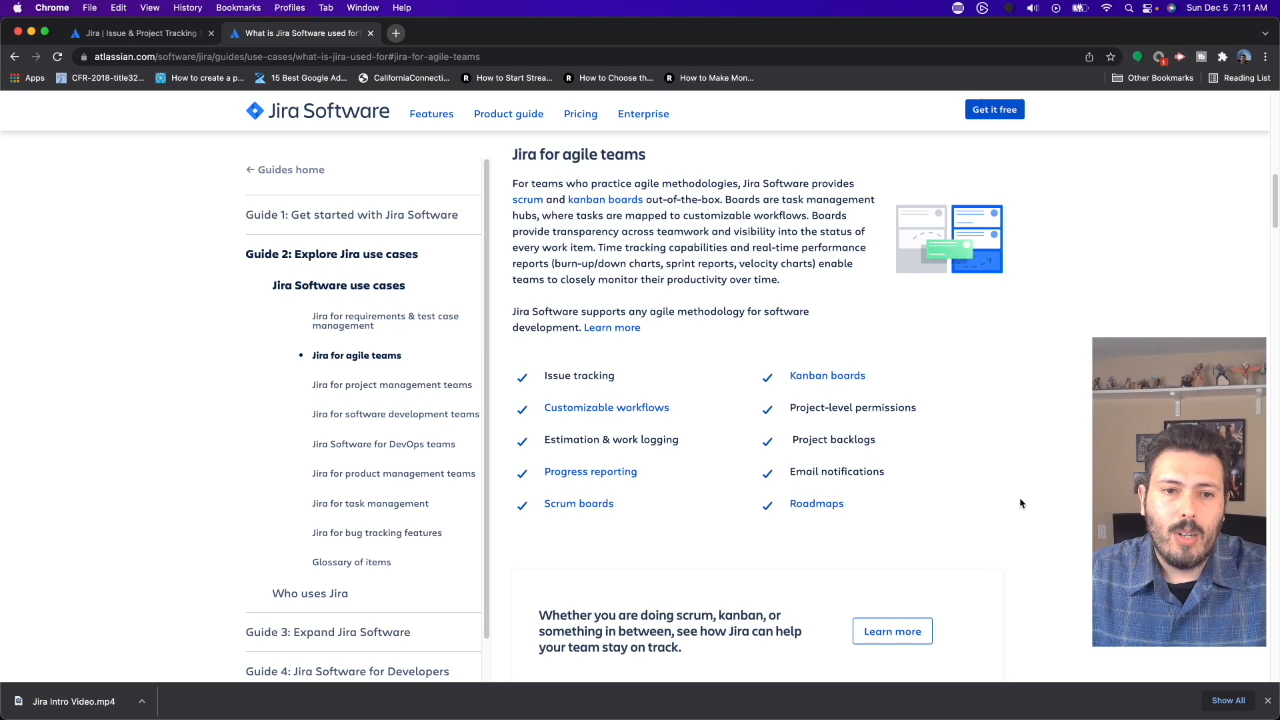 Chrome File Edit View History Bookmarks Profiles Tab Window Help Sun Dec 5 7:11 AM
Jira | Issue & Project Tracking What is Jira Software used for
atlassian.com/software/jira/guides/use-cases/what-is-jira-used-for#jira-for-agile-teams
Apps CFR-2018-title32... How to create a p... 15 Best Google Ad... CaliforniaConnecti... How to Start Strea... How to Choose th... How to Make Mon... Other Bookmarks Reading List
Jira Software Features Product guide Pricing Enterprise Get it free
← Guides home
Guide 1: Get started with Jira Software
Guide 2: Explore Jira use cases
Jira Software use cases
Jira for requirements & test case
management
• Jira for agile teams
Jira for project management teams
Jira for software development teams
Jira Software for DevOps teams
Jira for product management teams
Jira for task management
Jira for bug tracking features
Glossary of items
Who uses Jira
Guide 3: Expand Jira Software
Guide 4: Jira Software for Developers
Jira for agile teams
For teams who practice agile methodologies, Jira Software provides
scrum and kanban boards out-of-the-box. Boards are task management
hubs, where tasks are mapped to customizable workflows. Boards
provide transparency across teamwork and visibility into the status of
every work item. Time tracking capabilities and real-time performance
reports (burn-up/down charts, sprint reports, velocity charts) enable
teams to closely monitor their productivity over time.
Jira Software supports any agile methodology for software
development. Learn more
Issue tracking Kanban boards
Customizable workflows Project-level permissions
Estimation & work logging Project backlogs
Progress reporting Email notifications
Scrum boards Roadmaps
Whether you are doing scrum, kanban, or
something in between, see how Jira can help
your team stay on track.
Learn more
Jira Intro Video.mp4 Show All